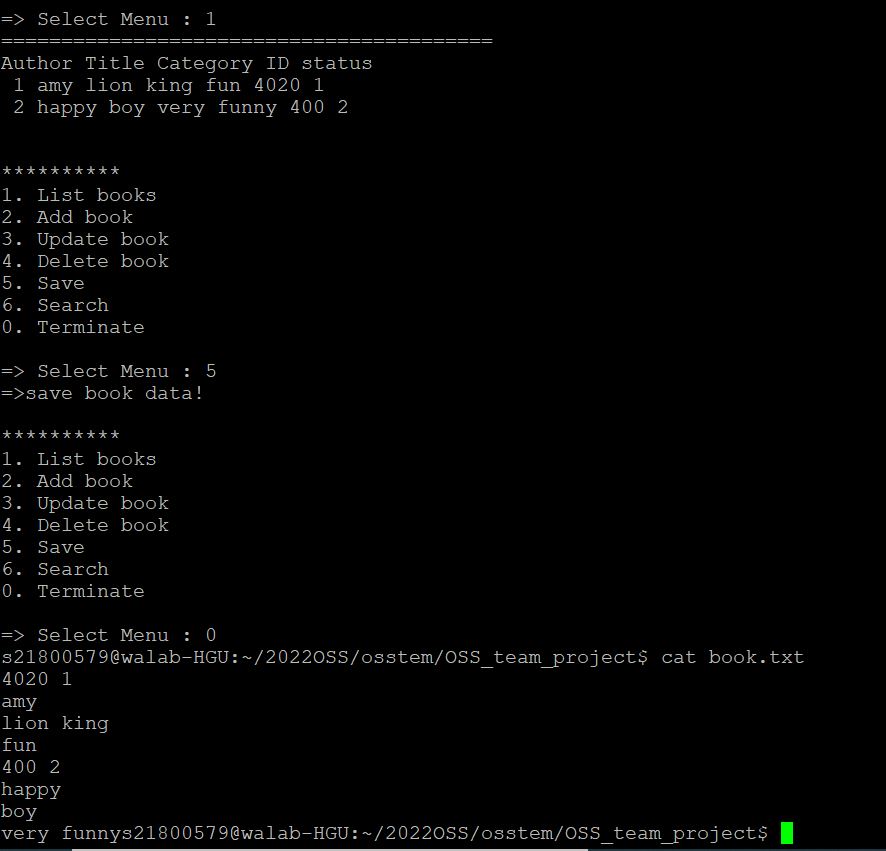 => Select Menu : 1
=========================================
Author Title Category ID status
1 amy lion king fun 4020 1
2 happy boy very funny 400 2
**********
1. List books
2. Add book
3. Update book
4. Delete book
5. Save
6. Search
0. Terminate
=> Select Menu : 5
=>save book data!
**********
1. List books
2. Add book
3. Update book
4. Delete book
5. Save
6. Search
0. Terminate
=> Select Menu : 0
s21800579@walab-HGU:~/2022OSS/osstem/OSS_team_project$ cat book.txt
4020 1
amy
lion king
fun
400 2
happy
boy
very funnys21800579@walab-HGU:~/2022OSS/osstem/OSS_team_project$